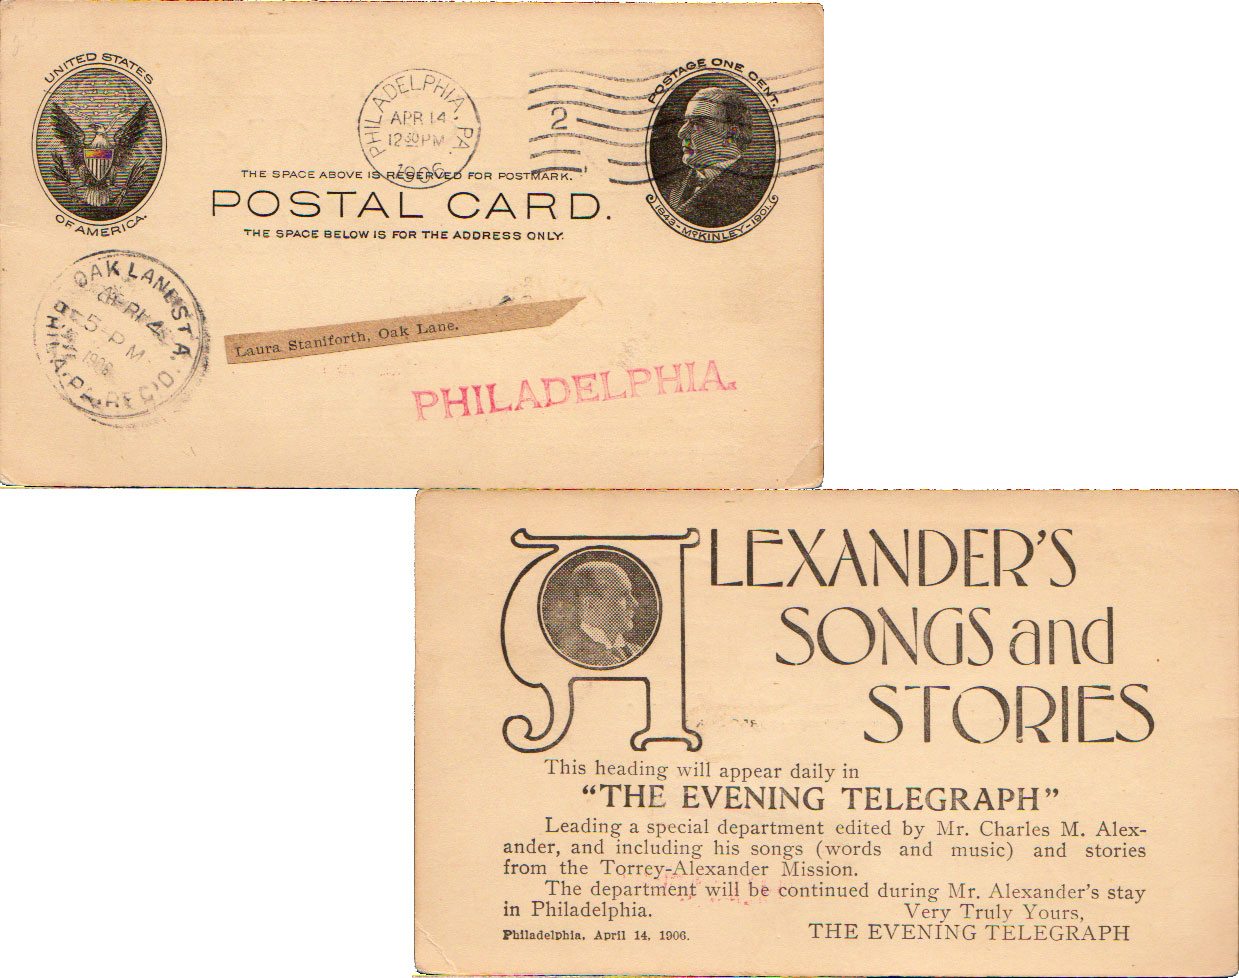 UNITED STATES
OF AMERICA.
PHILADELPHIA, PA.
APR 14
12 30 PM
1906
2
POSTAGE ONE CENT.
1843-McKINLEY-1901.
THE SPACE ABOVE IS RESERVED FOR POSTMARK.
POSTAL CARD.
THE SPACE BELOW IS FOR THE ADDRESS ONLY.
OAK LANE STA.
APR 14
5-PM
1906
PHILA. PA. REC'D.
Laura Staniforth, Oak Lane.
PHILADELPHIA.
ALEXANDER'S
SONGS and
STORIES
This heading will appear daily in
"THE EVENING TELEGRAPH"
Leading a special department edited by Mr. Charles M. Alex-
ander, and including his songs (words and music) and stories
from the Torrey-Alexander Mission.
The department will be continued during Mr. Alexander's stay
in Philadelphia.
Very Truly Yours,
Philadelphia, April 14, 1906.
THE EVENING TELEGRAPH